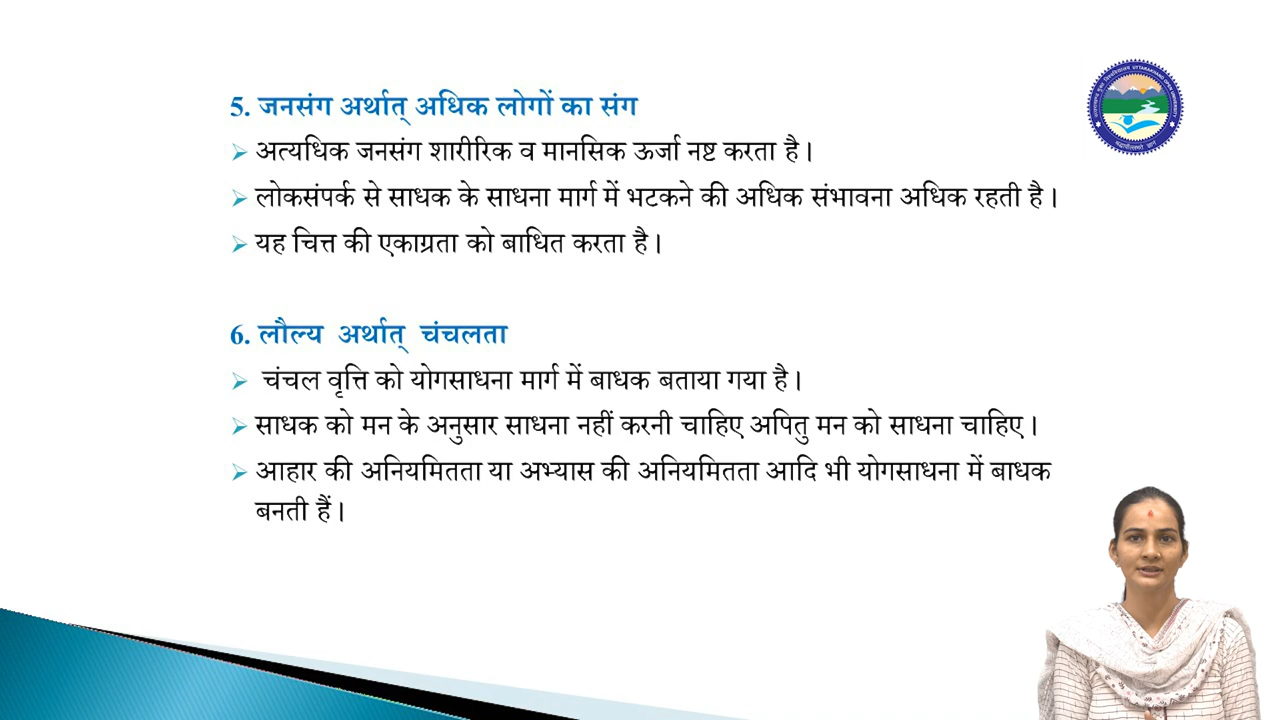 5. जनसंग अर्थात् अधिक लोगों का संग
अत्यधिक जनसंग शारीरिक व मानसिक ऊर्जा नष्ट करता है।
लोकसंपर्क से साधक के साधना मार्ग में भटकने की अधिक संभावना अधिक रहती है।
यह चित्त की एकाग्रता को बाधित करता है।
6. लौल्य अर्थात् चंचलता
चंचल वृत्ति को योगसाधना मार्ग में बाधक बताया गया है।
साधक को मन के अनुसार साधना नहीं करनी चाहिए अपितु मन को साधना चाहिए।
आहार की अनियमितता या अभ्यास की अनियमितता आदि भी योगसाधना में बाधक
बनती हैं।